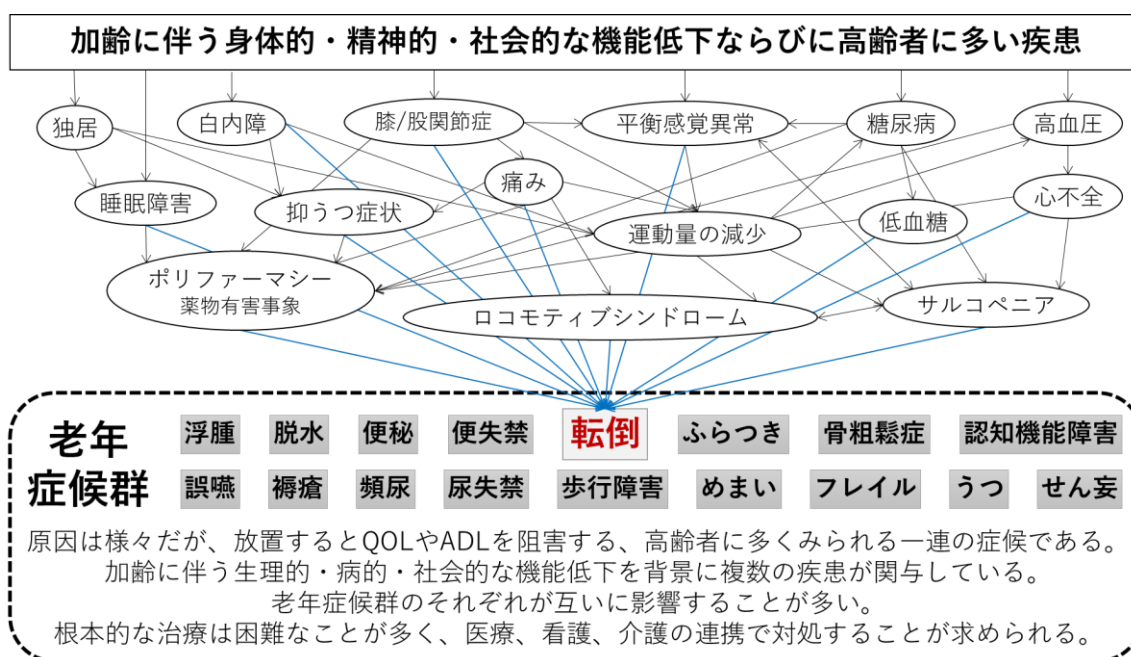 加齢に伴う身体的・精神的・社会的な機能低下ならびに高齢者に多い疾患
独居
白内障
膝/股関節症
平衡感覚異常
糖尿病
高血圧
睡眠障害
抑うつ症状
痛み
運動量の減少
低血糖
心不全
ポリファーマシー
薬物有害事象
ロコモティブシンドローム
サルコペニア
老年
症候群
浮腫 脱水 便秘 便失禁 転倒 ふらつき 骨粗鬆症 認知機能障害
誤嚥 褥瘡 頻尿 尿失禁 歩行障害 めまい フレイル うつ せん妄
原因は様々だが、放置するとQOLやADLを阻害する、高齢者に多くみられる一連の症候である。
加齢に伴う生理的・病的・社会的な機能低下を背景に複数の疾患が関与している。
老年症候群のそれぞれが互いに影響することが多い。
根本的な治療は困難なことが多く、医療、看護、介護の連携で対処することが求められる。